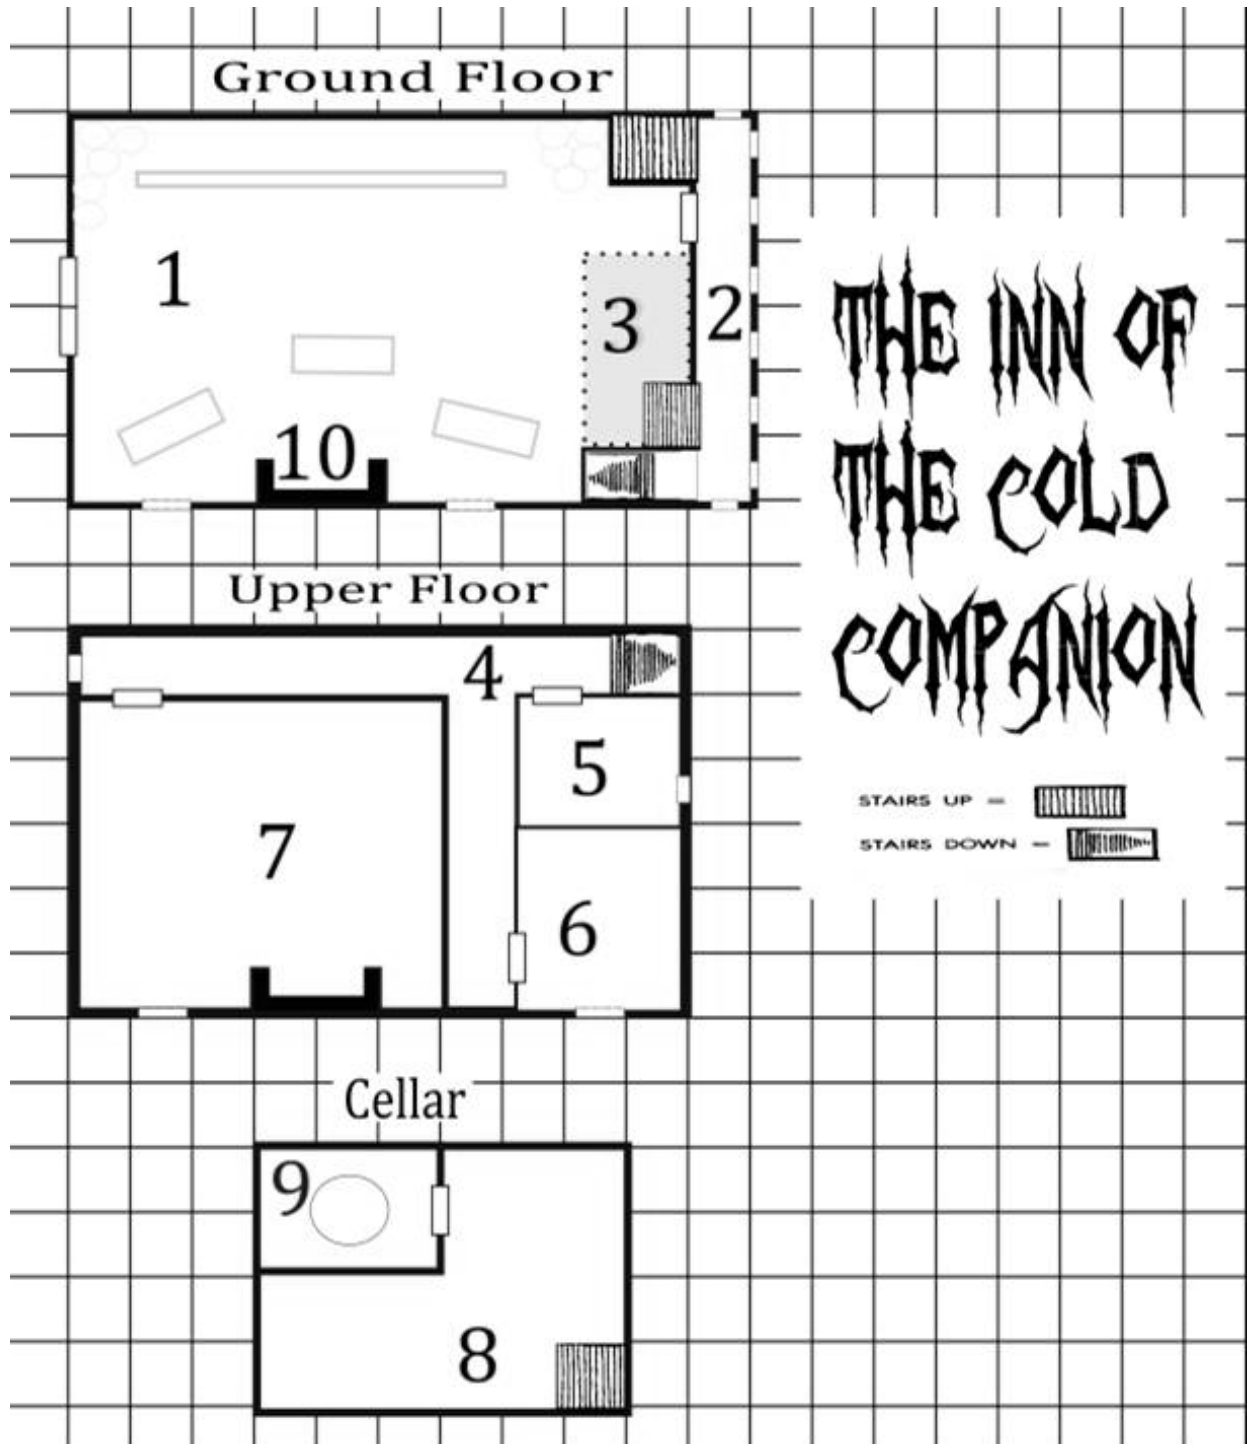 Ground Floor
1
2
3
10
Upper Floor
4
5
7
6
Cellar
9
8
THE INN OF
THE COLD
COMPANION
STAIRS UP =
STAIRS DOWN =